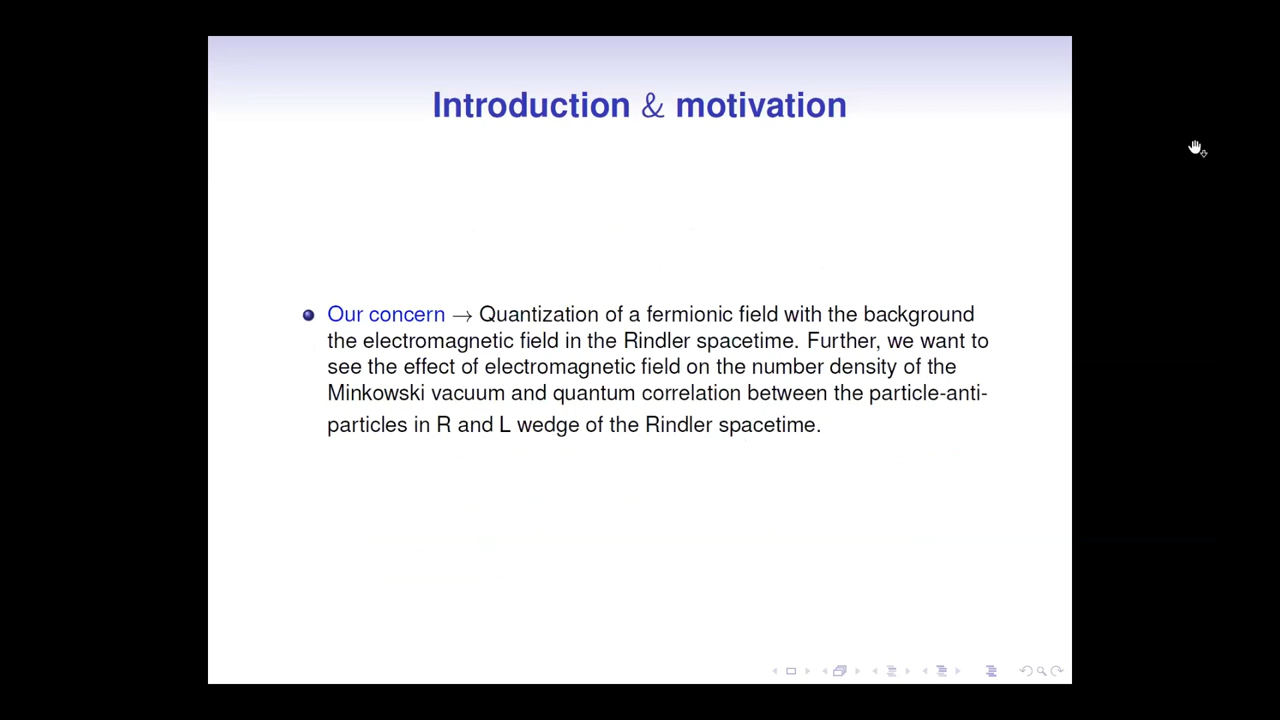 Introduction & motivation
Our concern → Quantization of a fermionic field with the background
the electromagnetic field in the Rindler spacetime. Further, we want to
see the effect of electromagnetic field on the number density of the
Minkowski vacuum and quantum correlation between the particle-anti-
particles in R and L wedge of the Rindler spacetime.